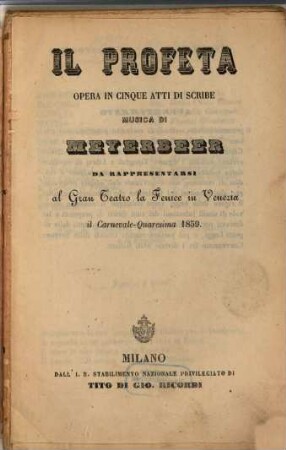 IL PROFETA
OPERA IN CINQUE ATTI DI SCRIBE
MUSICA DI
MEYERBEER
DA RAPPRESENTARSI
al Gran Teatro la Fenice in Venezia
il Carnevale-Quaresima 1859.
MILANO
DALL' I. R. STABILIMENTO NAZIONALE PRIVILEGIATO DI
TITO DI GIO. RICORDI